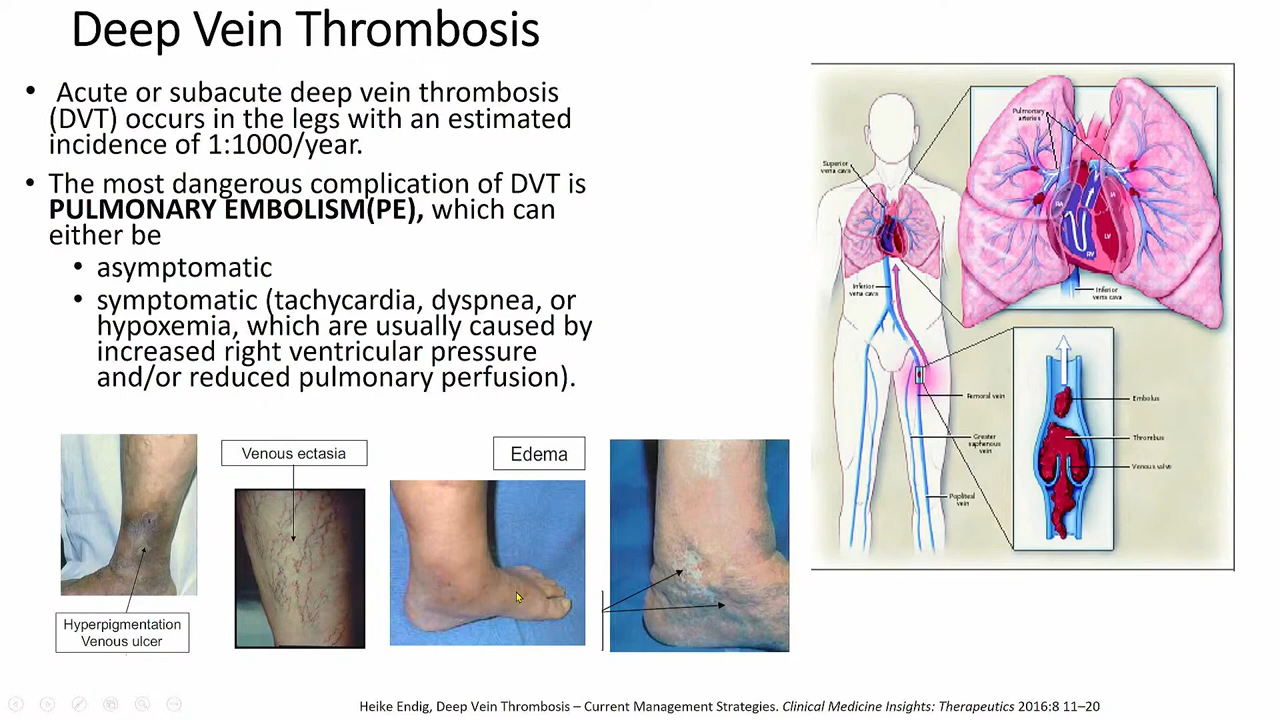 Deep Vein Thrombosis
• Acute or subacute deep vein thrombosis
(DVT) occurs in the legs with an estimated
incidence of 1:1000/year.
• The most dangerous complication of DVT is
PULMONARY EMBOLISM(PE), which can
either be
• asymptomatic
• symptomatic (tachycardia, dyspnea, or
hypoxemia, which are usually caused by
increased right ventricular pressure
and/or reduced pulmonary perfusion).
Hyperpigmentation
Venous ulcer
Venous ectasia
Edema
Pulmonary
arteries
Superior
vena cava
RA
LA
LV
RV
Inferior
vena cava
Inferior
vena cava
Femoral vein
Greater
saphenous
vein
Popliteal
vein
Embolus
Thrombus
Venous valve
Heike Endig, Deep Vein Thrombosis – Current Management Strategies. Clinical Medicine Insights: Therapeutics 2016:8 11–20